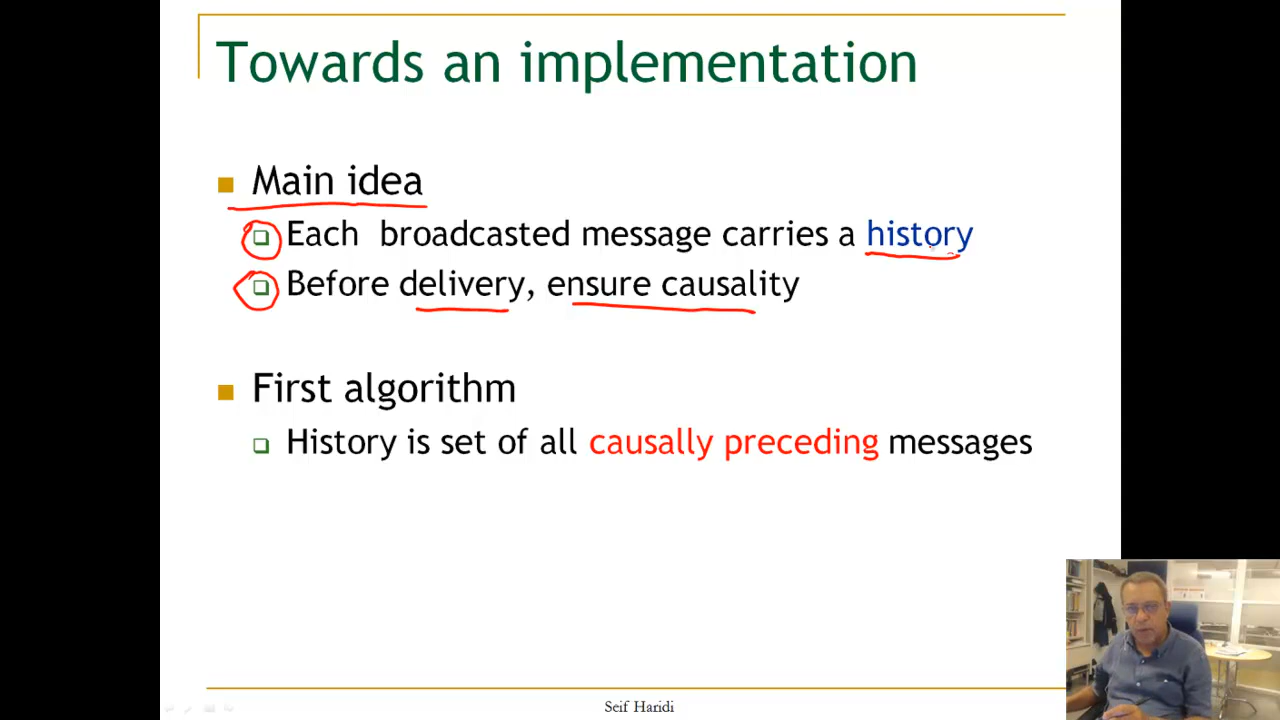 Towards an implementation
Main idea
Each broadcasted message carries a history
Before delivery, ensure causality
First algorithm
History is set of all causally preceding messages
Seif Haridi